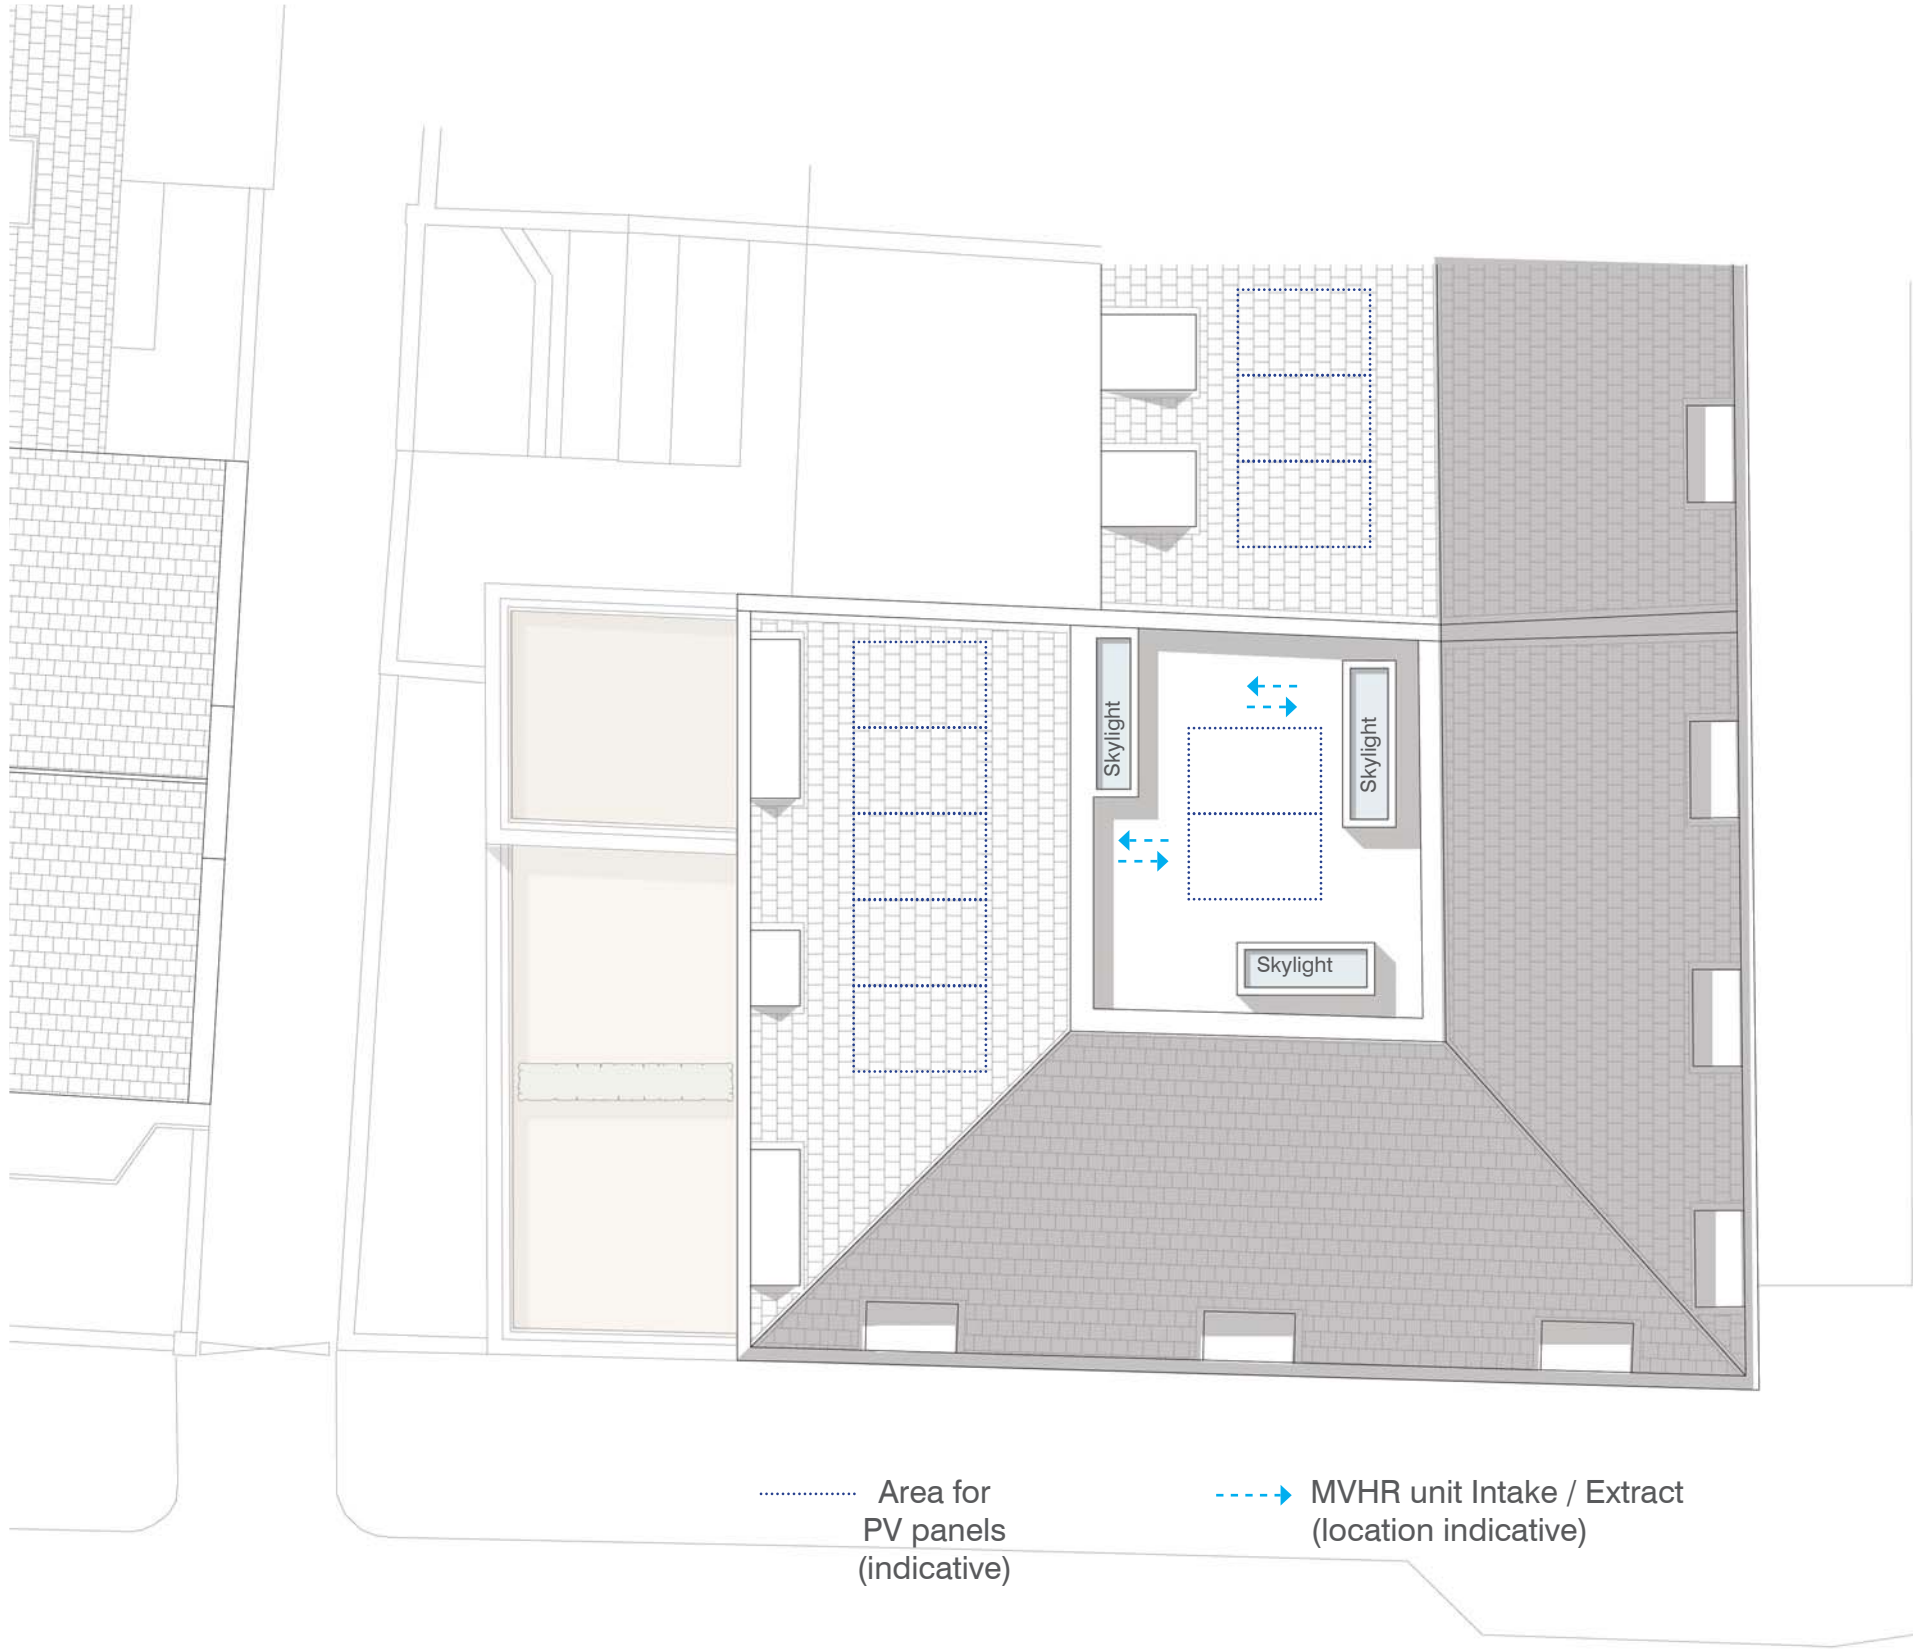 Skylight
Skylight
Skylight
Area for
PV panels
(indicative)
MVHR unit Intake / Extract
(location indicative)